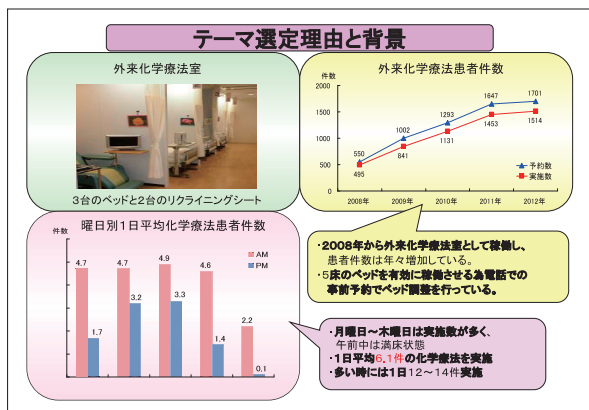 テーマ選定理由と背景
外来化学療法室
3台のベッドと2台のリクライニングシート
外来化学療法患者件数
件数
2000
1500
1000
500
0
550
1002
1293
1647
1701
495
841
1131
1453
1514
予約数
実施数
2008年
2009年
2010年
2011年
2012年
・2008年から外来化学療法室として稼働し、
患者件数は年々増加している。
・5床のベッドを有効に稼働させる為電話での
事前予約でベッド調整を行っている。
曜日別1日平均化学療法患者件数
件数
AM
PM
4.7
4.7
4.9
4.6
2.2
1.7
3.2
3.3
1.4
0.1
・月曜日～木曜日は実施数が多く、
午前中は満床状態
・1日平均6.1件の化学療法を実施
・多い時には1日12～14件実施